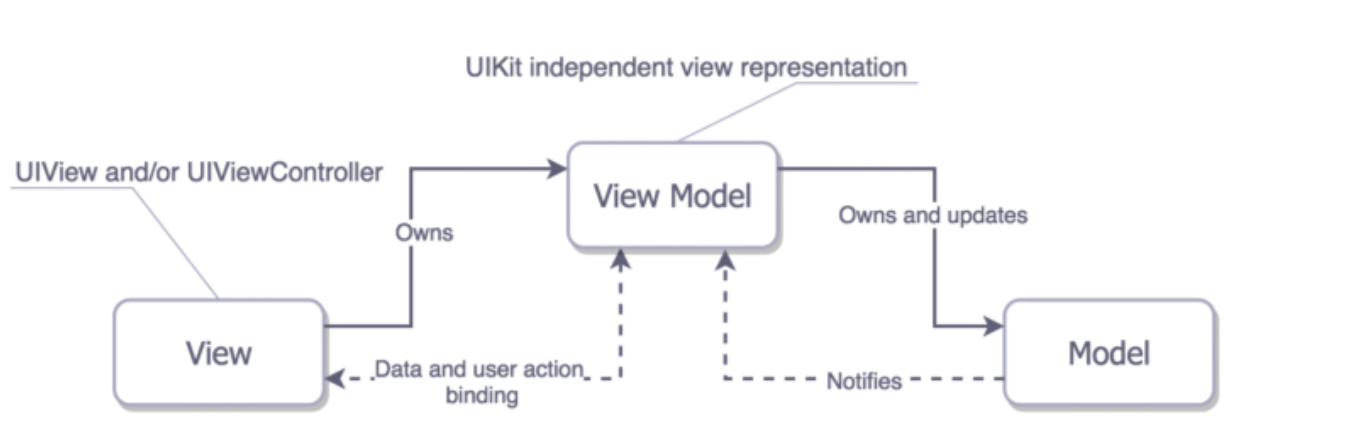 UIKit independent view representation
UIView and/or UIViewController
View Model
Owns and updates
Owns
View
Model
Data and user action
binding
Notifies